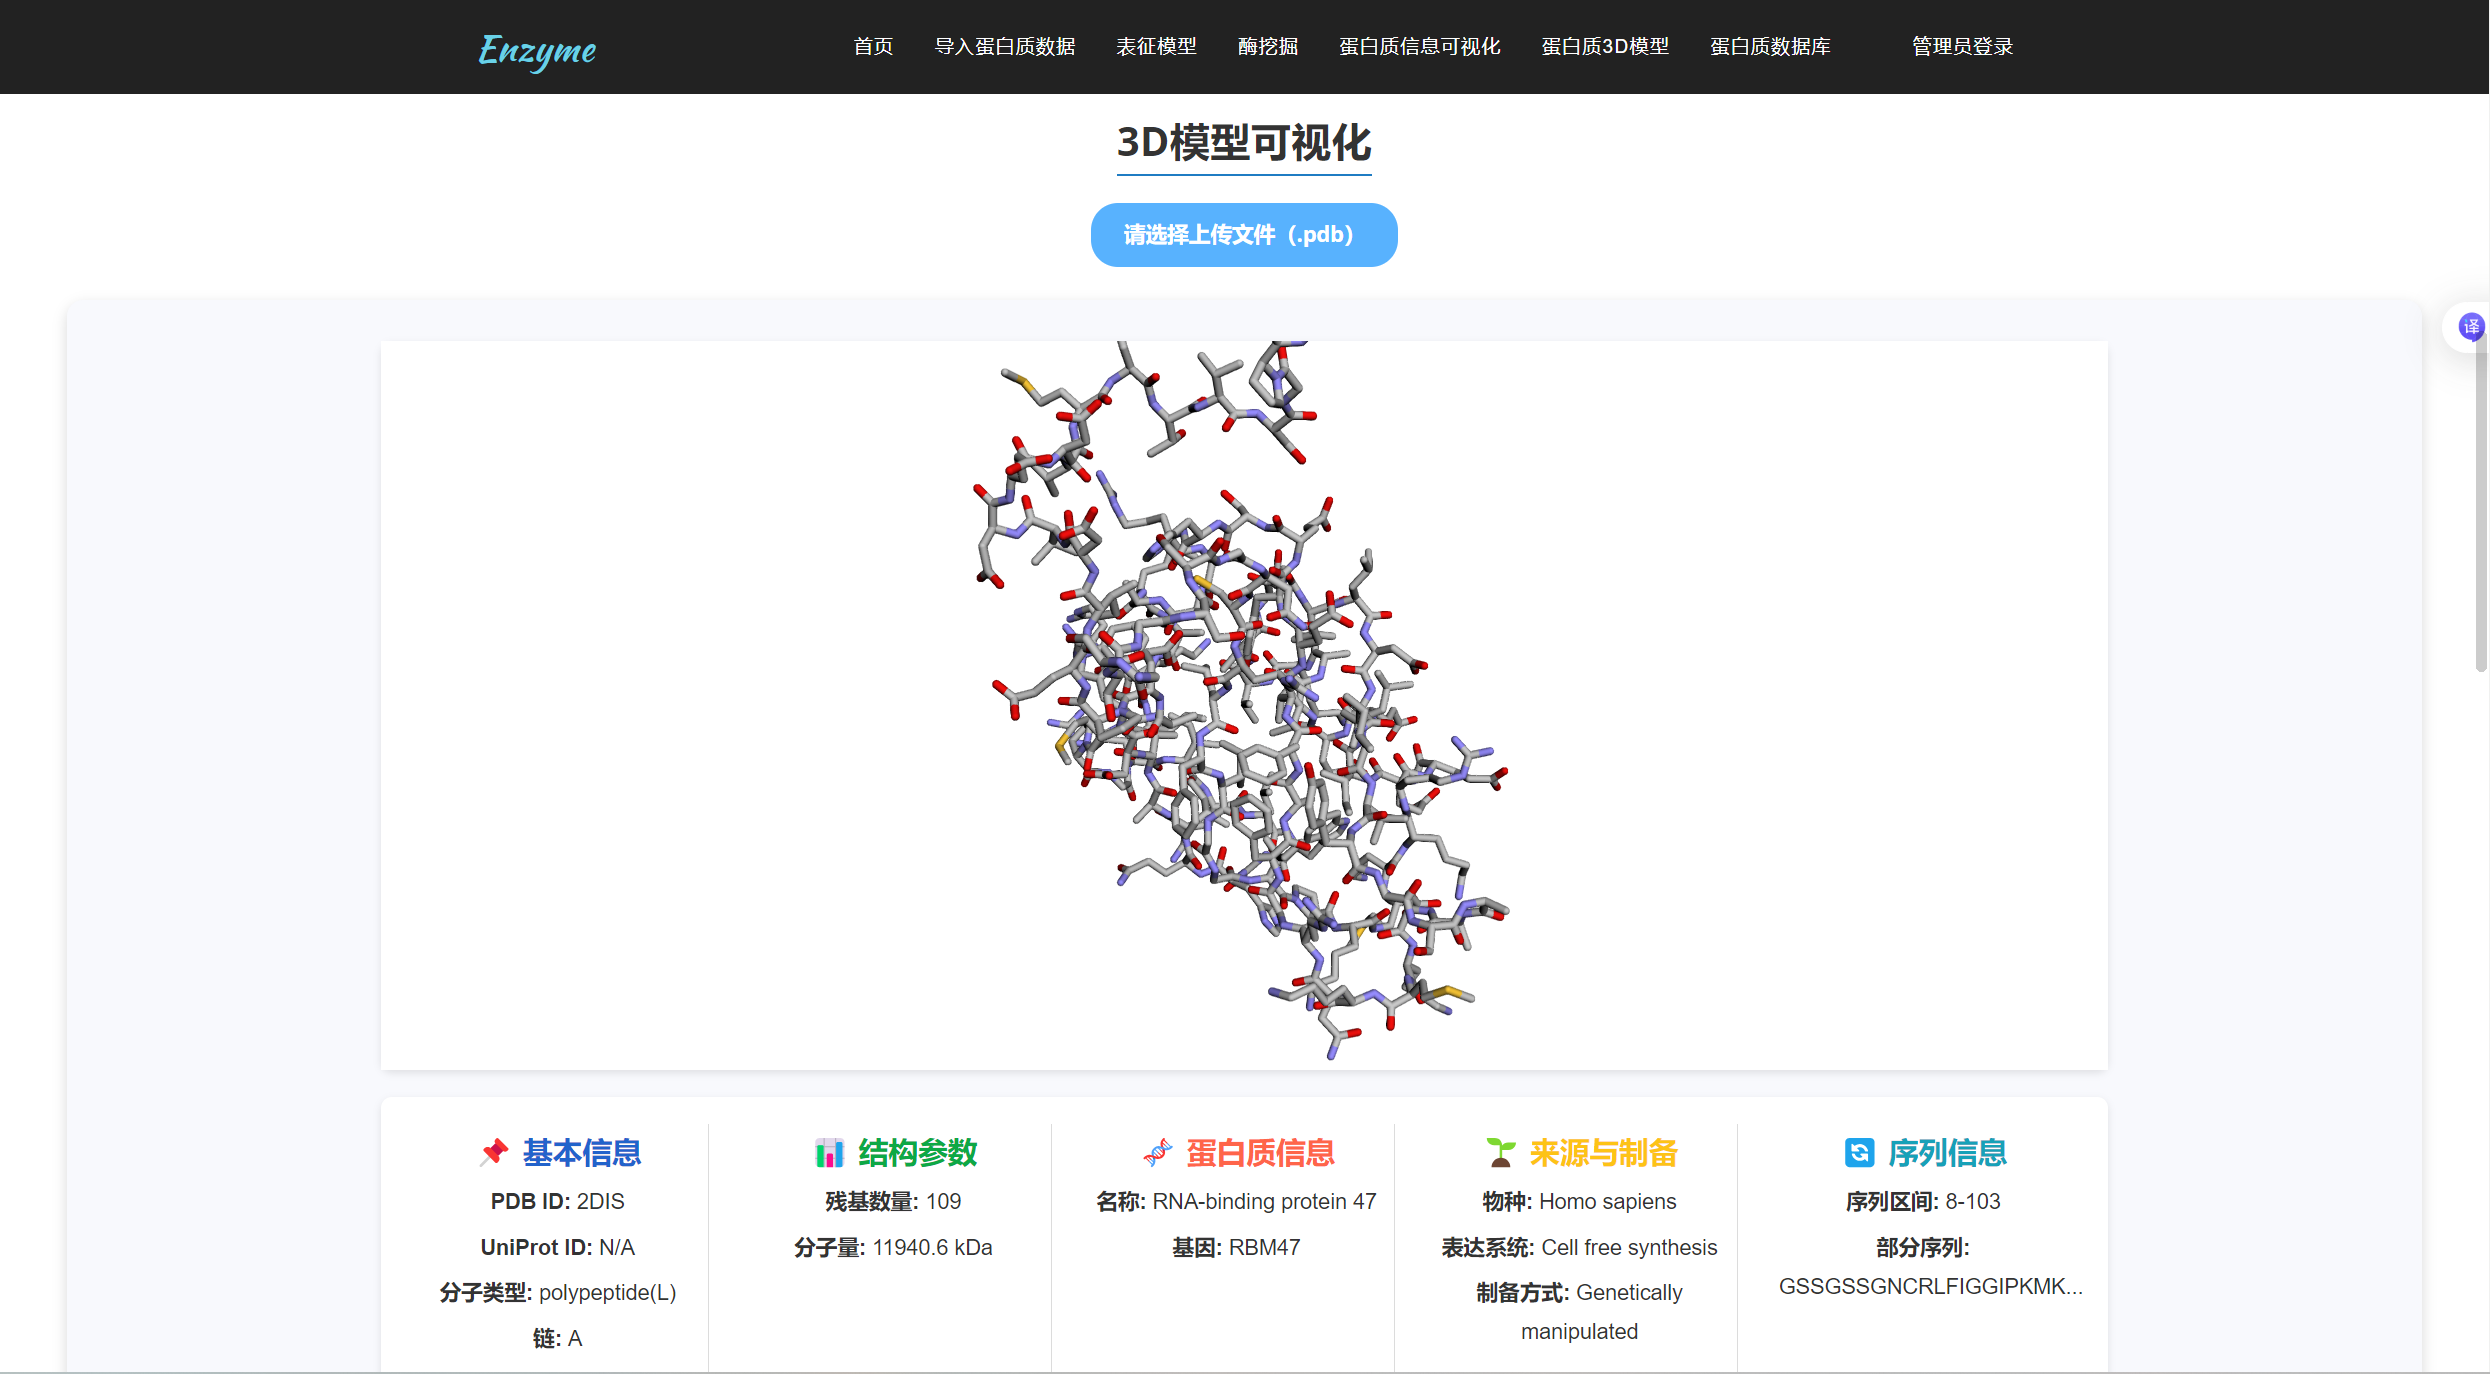 Enzyme
首页 导入蛋白质数据 表征模型 酶挖掘 蛋白质信息可视化 蛋白质3D模型 蛋白质数据库 管理员登录
3D模型可视化
请选择上传文件（.pdb）
译
基本信息
PDB ID: 2DIS
UniProt ID: N/A
分子类型: polypeptide(L)
链: A
结构参数
残基数量: 109
分子量: 11940.6 kDa
蛋白质信息
名称: RNA-binding protein 47
基因: RBM47
来源与制备
物种: Homo sapiens
表达系统: Cell free synthesis
制备方式: Genetically
manipulated
序列信息
序列区间: 8-103
部分序列:
GSSGSSGNCRLFIGGIPKMK...